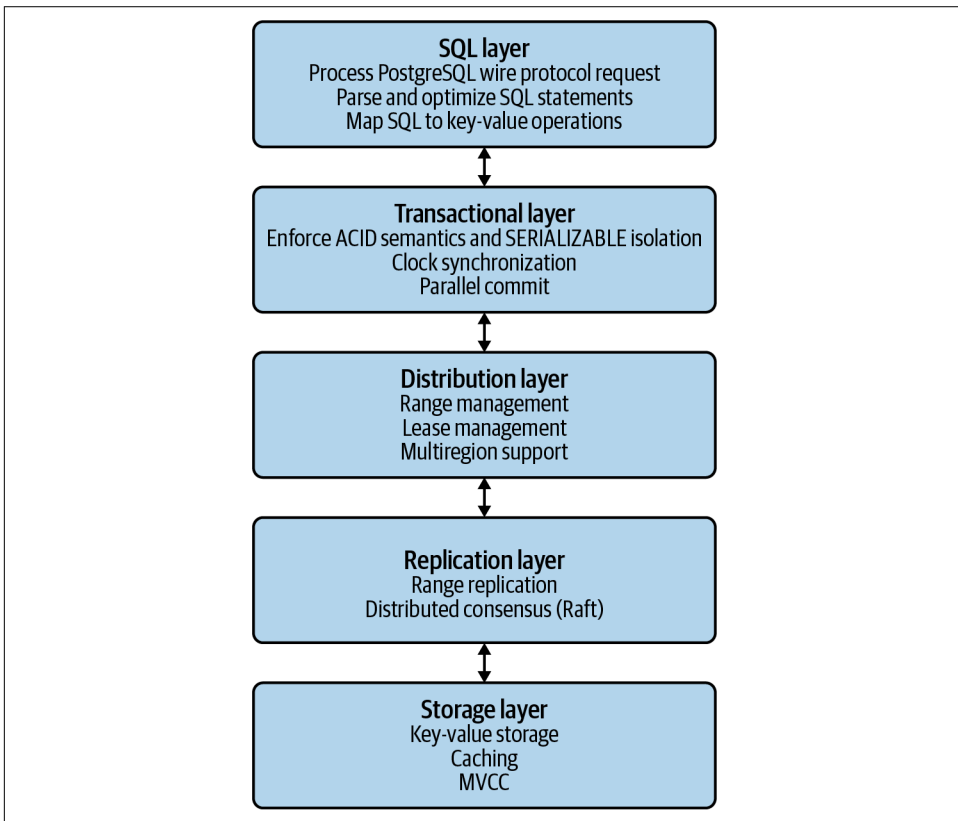 SQL layer
Process PostgreSQL wire protocol request
Parse and optimize SQL statements
Map SQL to key-value operations
Transactional layer
Enforce ACID semantics and SERIALIZABLE isolation
Clock synchronization
Parallel commit
Distribution layer
Range management
Lease management
Multiregion support
Replication layer
Range replication
Distributed consensus (Raft)
Storage layer
Key-value storage
Caching
MVCC